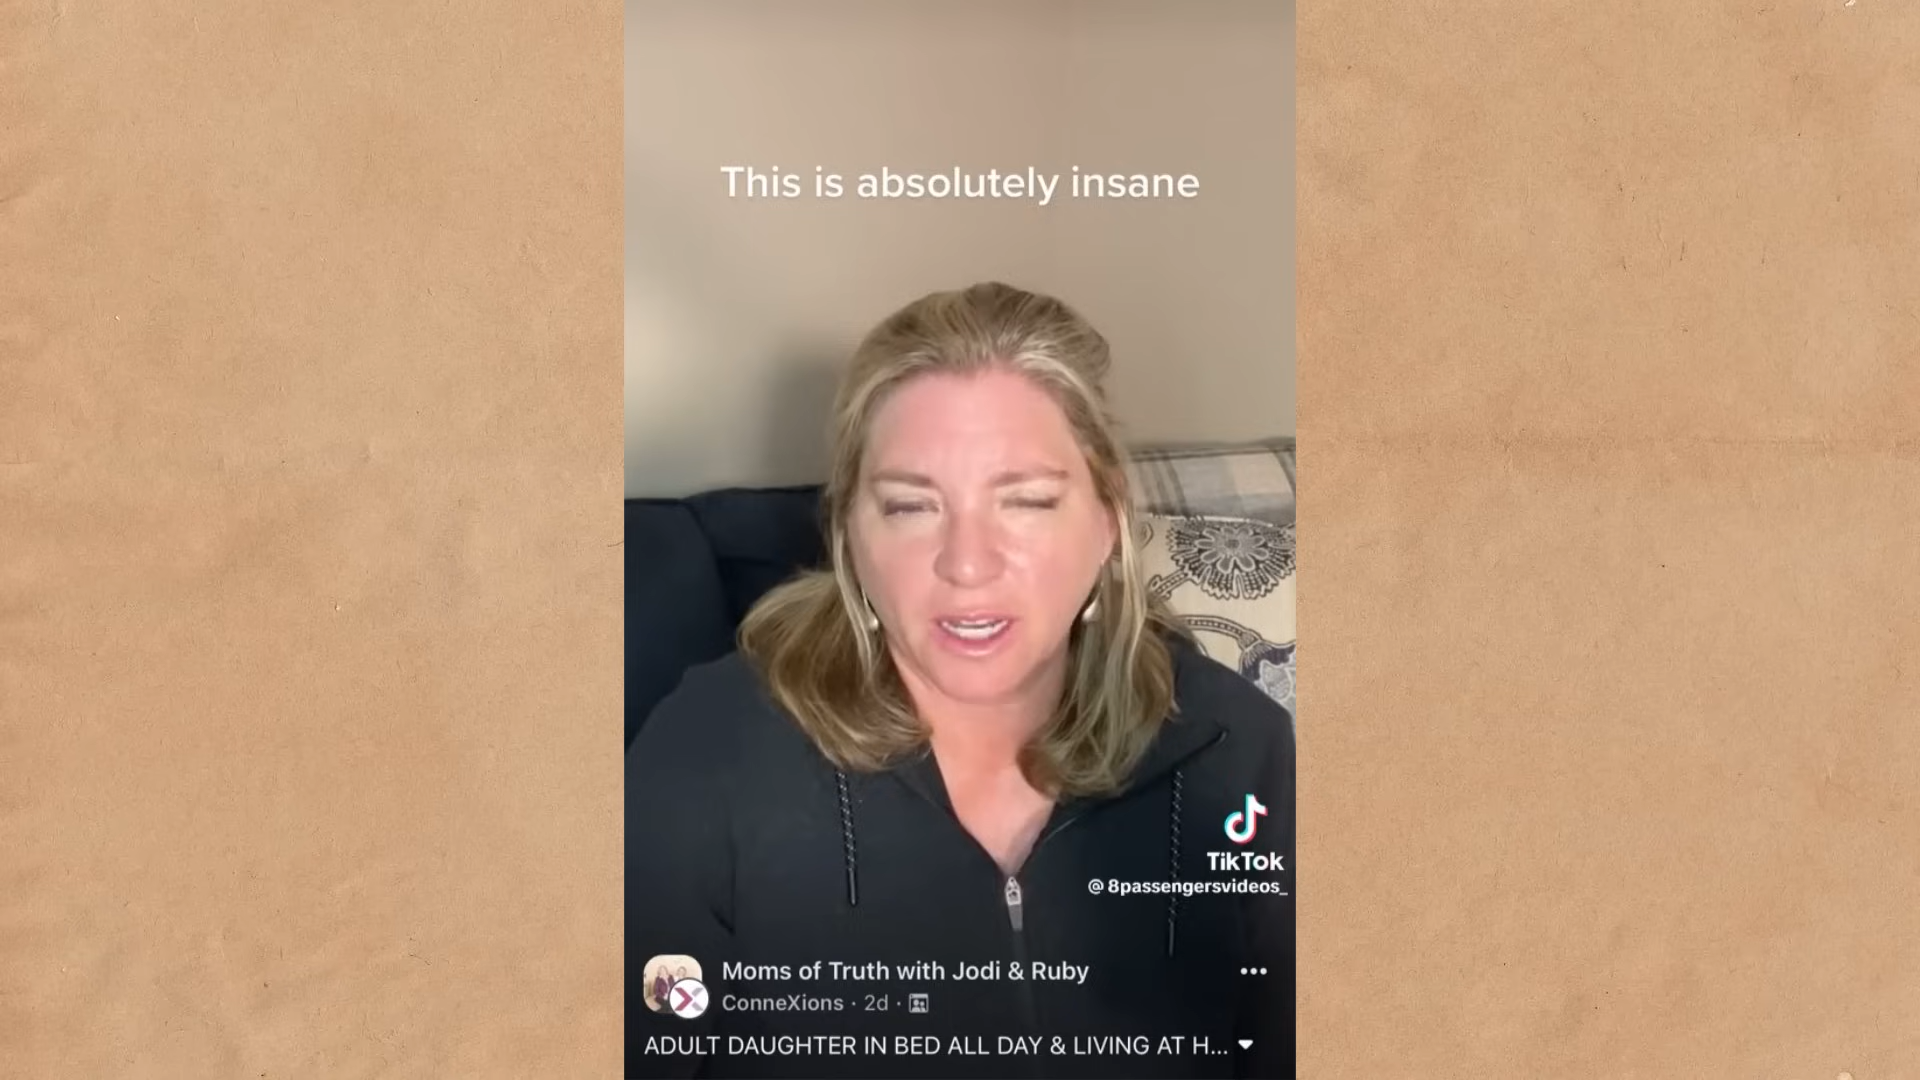 This is absolutely insane
TikTok
@8passengersvideos_
Moms of Truth with Jodi & Ruby
ConneXions · 2d ·
ADULT DAUGHTER IN BED ALL DAY & LIVING AT H...